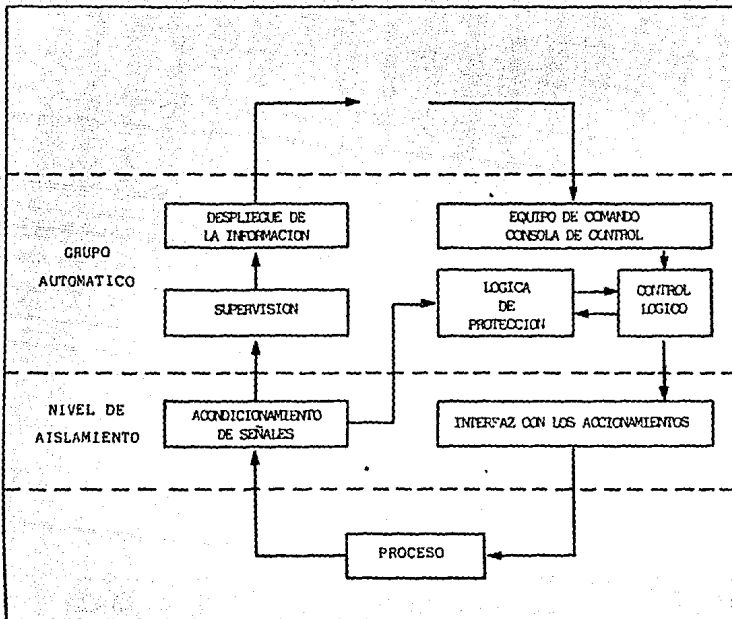 GRUPO
AUTOMATICO
DESPLIEGUE DE
LA INFORMACION
EQUIPO DE COMANDO
CONSOLA DE CONTROL
SUPERVISION
LOGICA
DE
PROTECCION
CONTROL
LOGICO
NIVEL DE
AISLAMIENTO
ACONDICIONAMIENTO
DE SEÑALES
INTERFAZ CON LOS ACCIONAMIENTOS
PROCESO